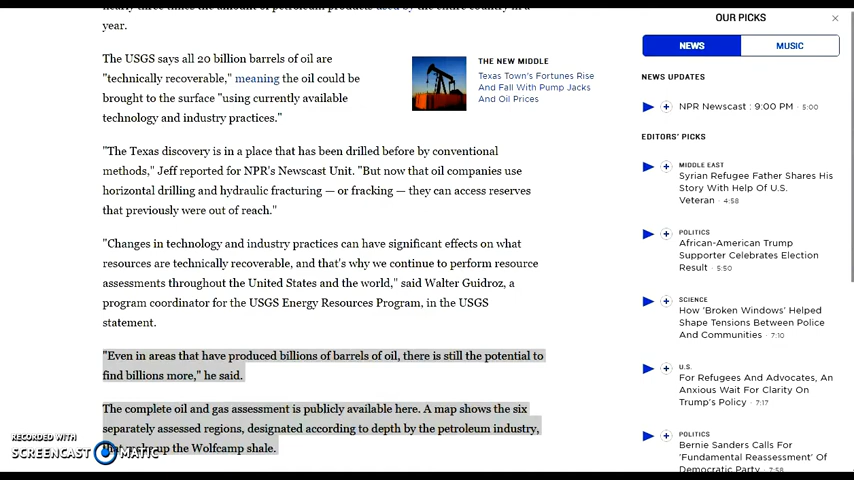 nearly three times the amount of petroleum products used by the entire country in a
year.
The USGS says all 20 billion barrels of oil are
"technically recoverable," meaning the oil could be
brought to the surface "using currently available
technology and industry practices."
THE NEW MIDDLE
Texas Town's Fortunes Rise
And Fall With Pump Jacks
And Oil Prices
"The Texas discovery is in a place that has been drilled before by conventional
methods," Jeff reported for NPR's Newscast Unit. "But now that oil companies use
horizontal drilling and hydraulic fracturing — or fracking — they can access reserves
that previously were out of reach."
"Changes in technology and industry practices can have significant effects on what
resources are technically recoverable, and that's why we continue to perform resource
assessments throughout the United States and the world," said Walter Guidroz, a
program coordinator for the USGS Energy Resources Program, in the USGS
statement.
"Even in areas that have produced billions of barrels of oil, there is still the potential to
find billions more," he said.
The complete oil and gas assessment is publicly available here. A map shows the six
separately assessed regions, designated according to depth by the petroleum industry,
up the Wolfcamp shale.
RECORDED WITH
SCREENCAST MATIC
OUR PICKS
×
NEWS
MUSIC
NEWS UPDATES
NPR Newscast : 9:00 PM · 5:00
EDITORS' PICKS
MIDDLE EAST
Syrian Refugee Father Shares His
Story With Help Of U.S.
Veteran · 4:58
POLITICS
African-American Trump
Supporter Celebrates Election
Result · 5:50
SCIENCE
How 'Broken Windows' Helped
Shape Tensions Between Police
And Communities · 7:10
U.S.
For Refugees And Advocates, An
Anxious Wait For Clarity On
Trump's Policy · 7:17
POLITICS
Bernie Sanders Calls For
'Fundamental Reassessment' Of
Democratic Party · 7:58